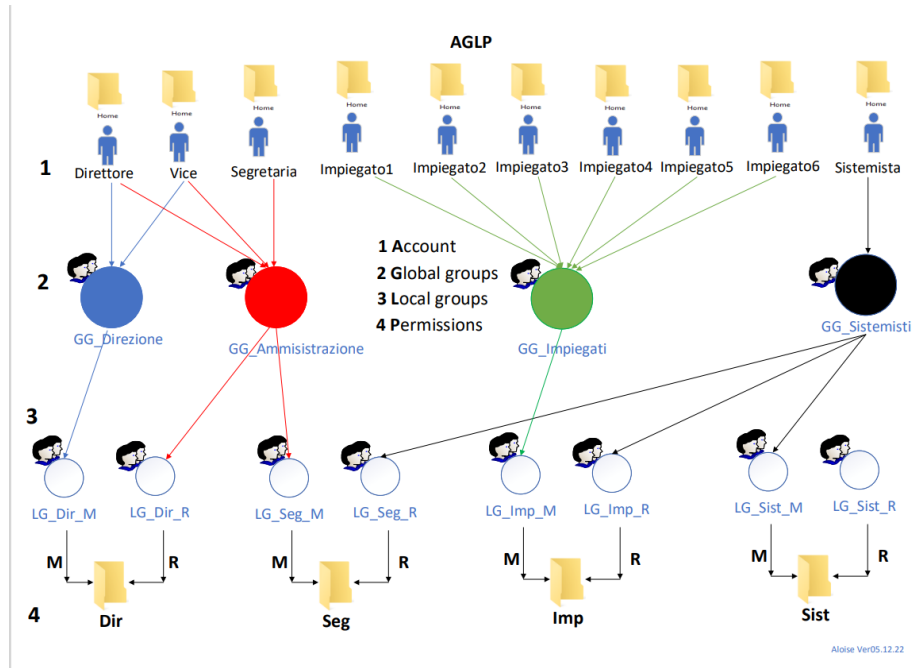 AGLP
Home Home Home Home Home Home Home Home Home Home
1 Direttore Vice Segretaria Impiegato1 Impiegato2 Impiegato3 Impiegato4 Impiegato5 Impiegato6 Sistemista
1 Account
2 2 Global groups
3 Local groups
4 Permissions
GG_Direzione GG_Ammisistrazione GG_Impiegati GG_Sistemisti
3
LG_Dir_M LG_Dir_R LG_Seg_M LG_Seg_R LG_Imp_M LG_Imp_R LG_Sist_M LG_Sist_R
M R M R M R M R
4 Dir Seg Imp Sist
Aloise Ver05.12.22